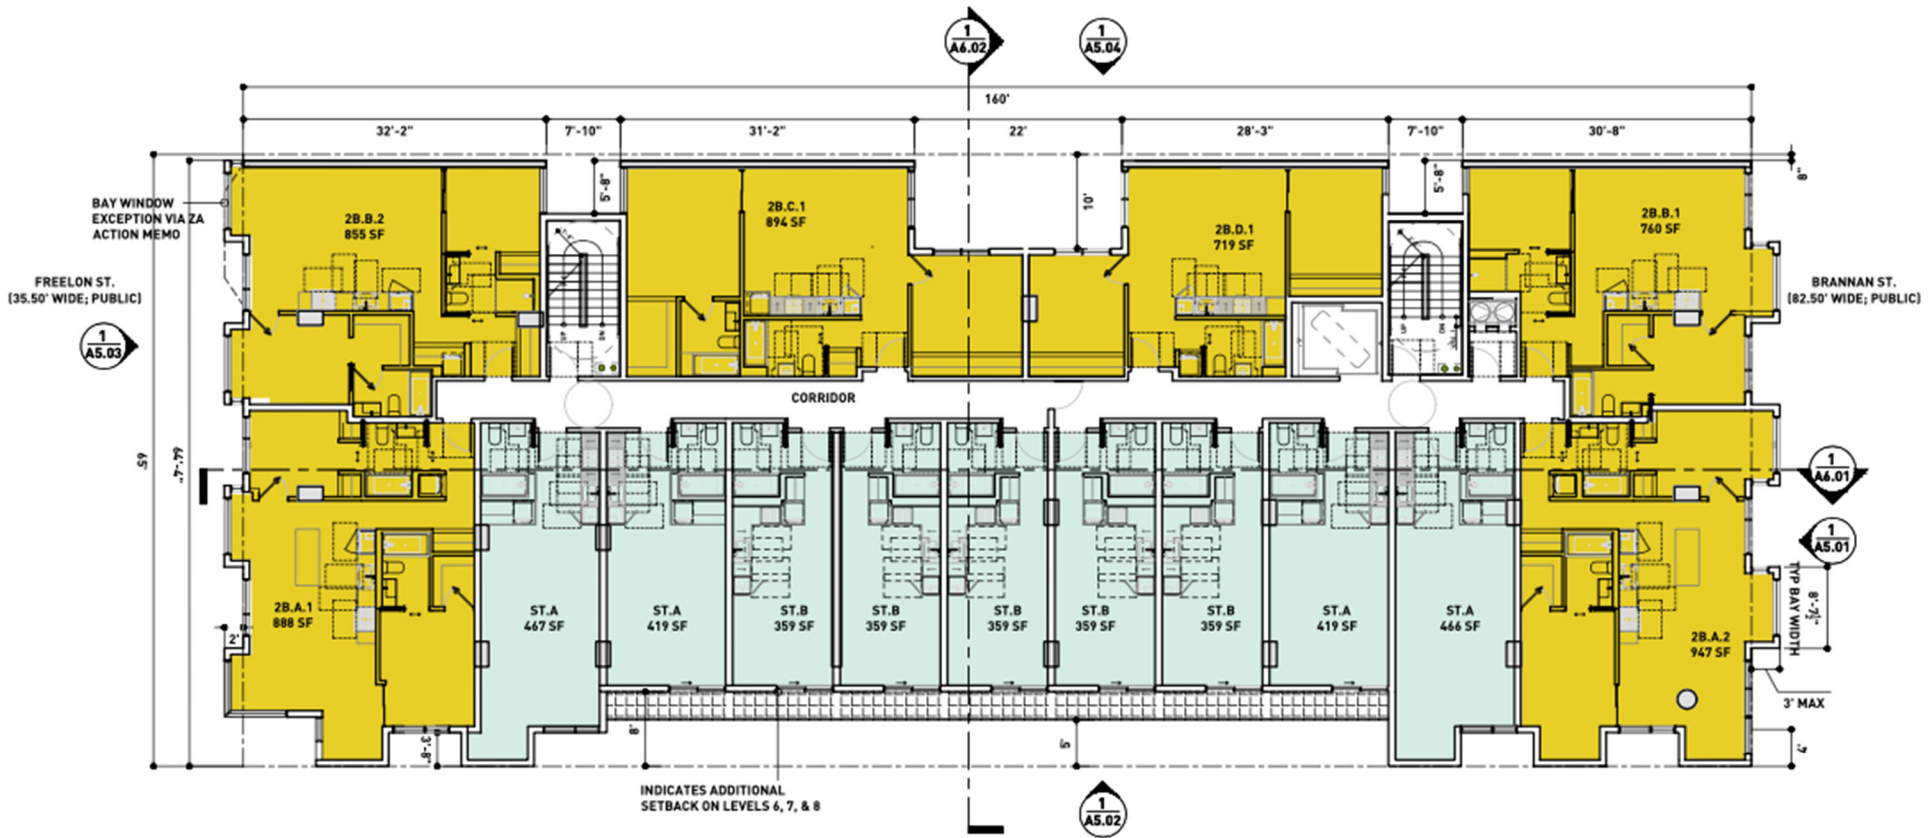 1
A6.02
1
A5.04
160'
32'-2"
7'-10"
31'-2"
22'
28'-3"
7'-10"
30'-8"
5'-8"
10'
5'-8"
8"
BAY WINDOW
EXCEPTION VIA ZA
ACTION MEMO
2B.B.2
855 SF
2B.C.1
894 SF
2B.D.1
719 SF
2B.B.1
760 SF
FREELON ST.
(35.50' WIDE; PUBLIC)
BRANNAN ST.
(82.50' WIDE; PUBLIC)
1
A5.03
UP
DN
UP
DN
CORRIDOR
65'
64'-4"
1
A6.01
1
A5.01
2B.A.1
888 SF
ST.A
467 SF
ST.A
419 SF
ST.B
359 SF
ST.B
359 SF
ST.B
359 SF
ST.B
359 SF
ST.B
359 SF
ST.A
419 SF
ST.A
466 SF
2B.A.2
947 SF
TYP BAY WIDTH
8'-7½"
2'
3' MAX
3'-8"
8'
5'
4'
INDICATES ADDITIONAL
SETBACK ON LEVELS 6, 7, & 8
1
A5.02